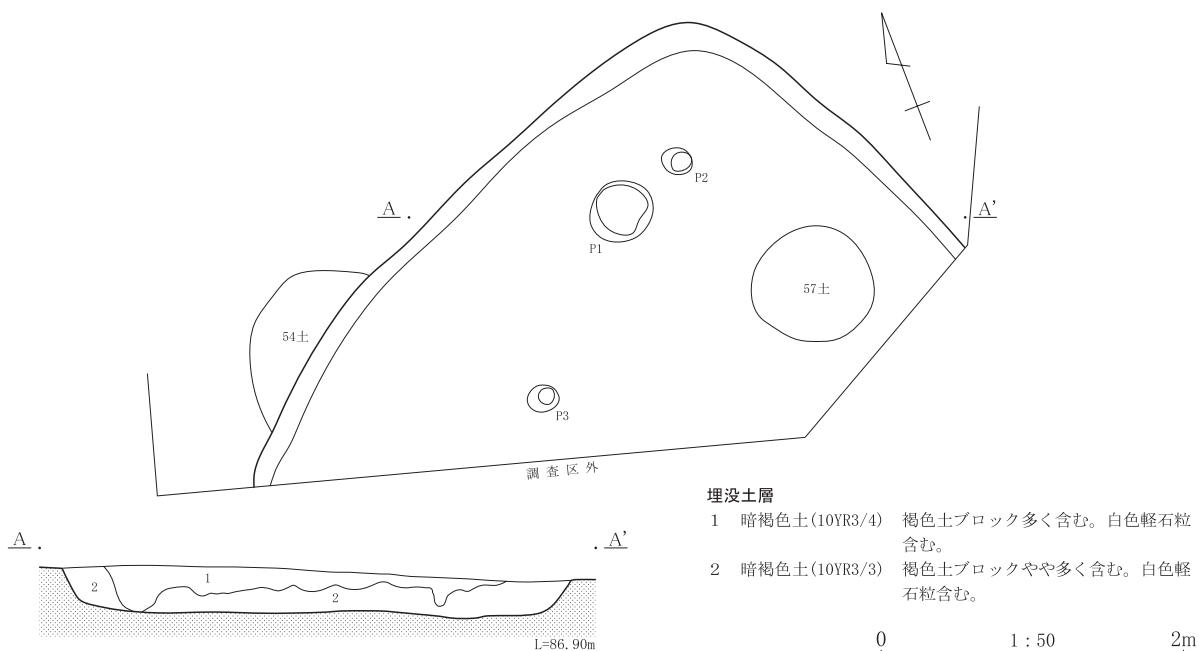 A
A'
P2
P1
57土
54土
P3
調査区外
埋没土層
1 暗褐色土(10YR3/4) 褐色土ブロック多く含む。白色軽石粒
含む。
2 暗褐色土(10YR3/3) 褐色土ブロックやや多く含む。白色軽
石粒含む。
A
A'
2
1
2
L=86.90m
0 1:50 2m